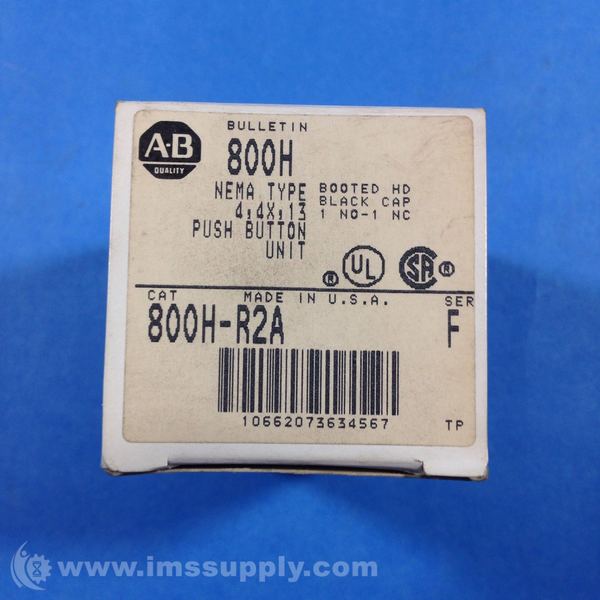 A-B
QUALITY
BULLETIN
800H
NEMA TYPE
4,4X,13
PUSH BUTTON
UNIT
BOOTED HD
BLACK CAP
1 NO-1 NC
® UL
SA ®
CAT MADE IN U.S.A. SER
800H-R2A F
10662073634567
TP
www.imssupply.com